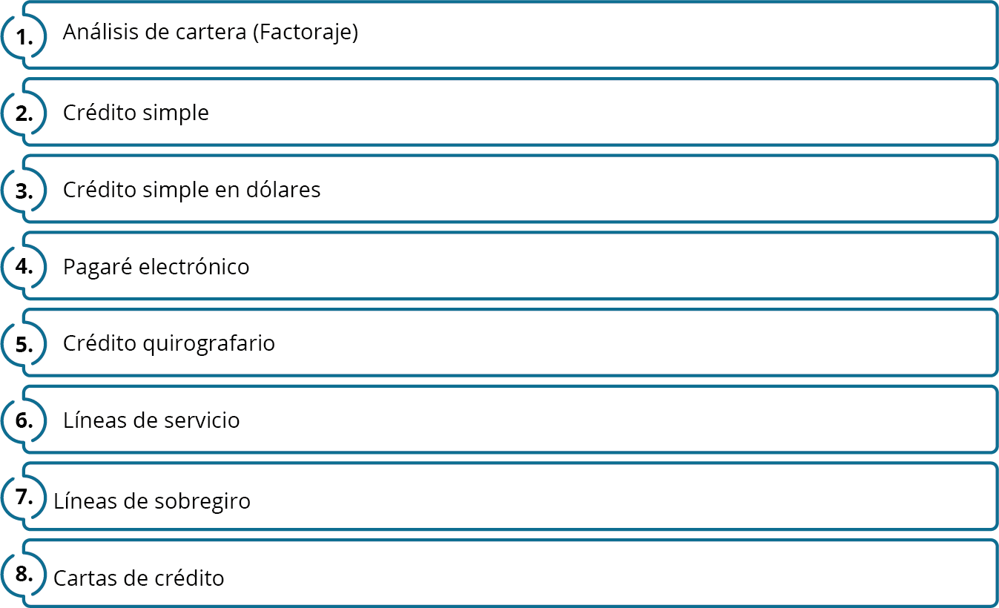 1. Análisis de cartera (Factoraje)
2. Crédito simple
3. Crédito simple en dólares
4. Pagaré electrónico
5. Crédito quirografario
6. Líneas de servicio
7. Líneas de sobregiro
8. Cartas de crédito